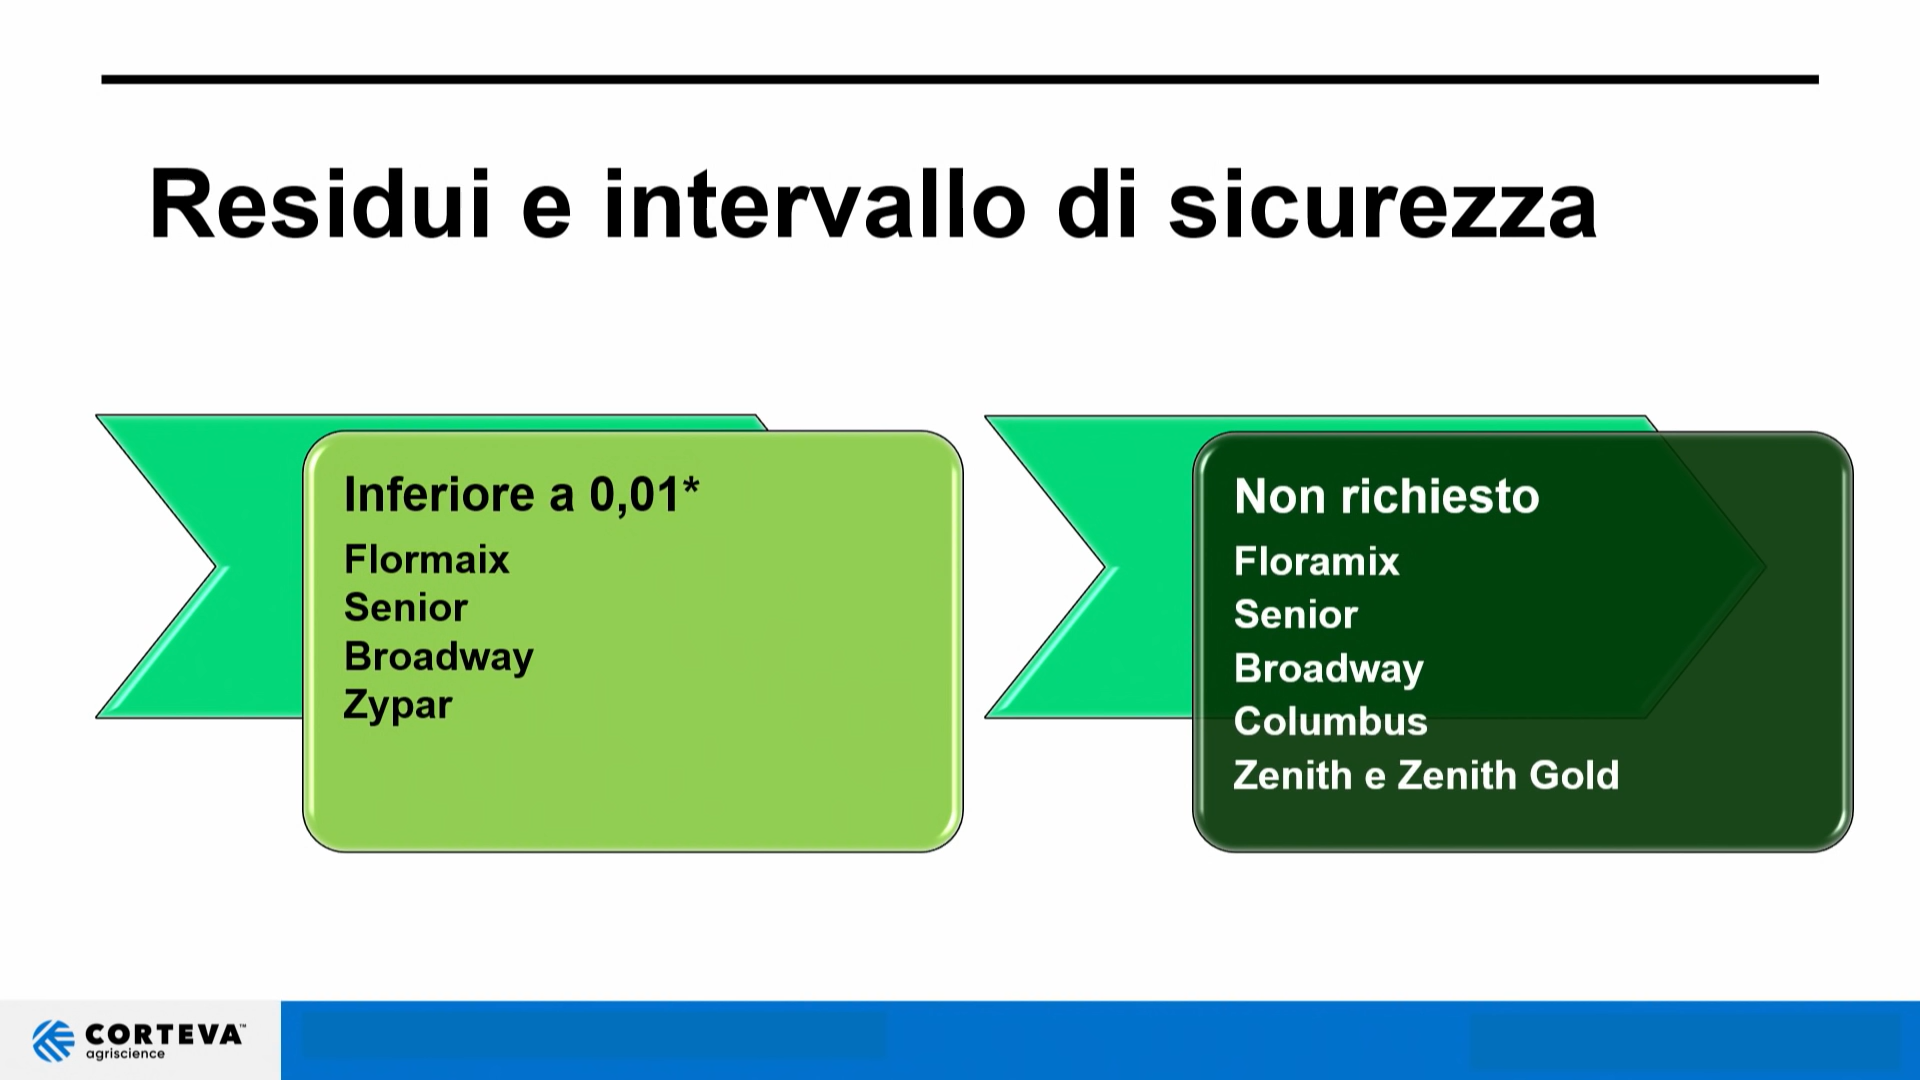 Residui e intervallo di sicurezza
Inferiore a 0,01*
Flormaix
Senior
Broadway
Zypar
Non richiesto
Floramix
Senior
Broadway
Columbus
Zenith e Zenith Gold
CORTEVA™
agriscience